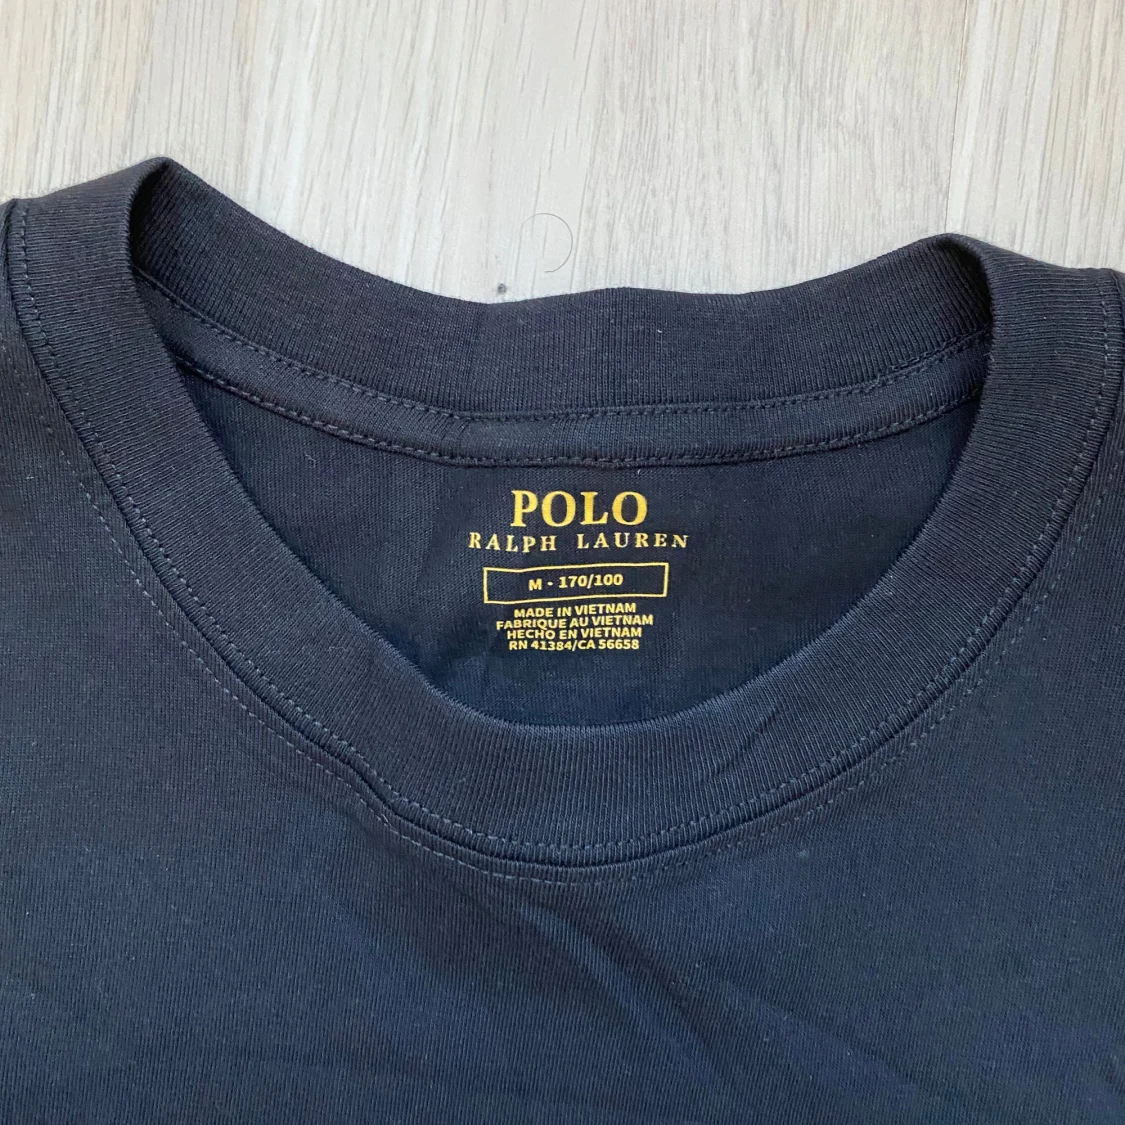 POLO
RALPH LAUREN
M - 170/100
MADE IN VIETNAM
FABRIQUE AU VIETNAM
HECHO EN VIETNAM
RN 41384/CA 56658